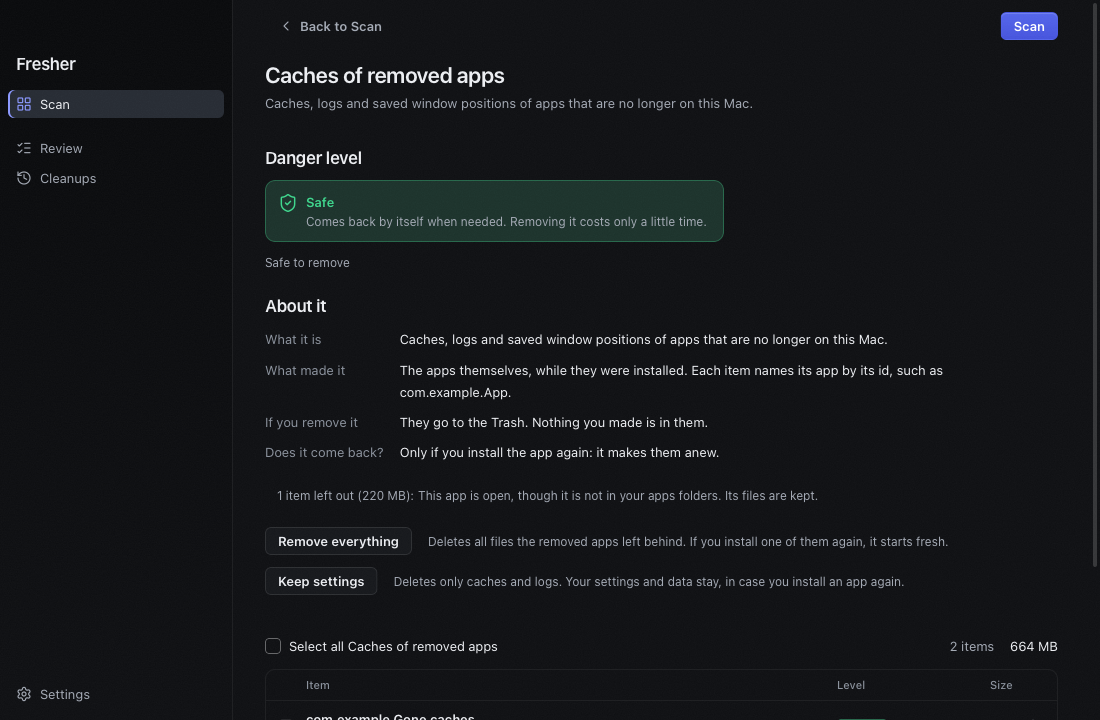 Back to Scan
Scan
Fresher
Scan
Review
Cleanups
Settings
Caches of removed apps
Caches, logs and saved window positions of apps that are no longer on this Mac.
Danger level
Safe
Comes back by itself when needed. Removing it costs only a little time.
Safe to remove
About it
What it is
Caches, logs and saved window positions of apps that are no longer on this Mac.
What made it
The apps themselves, while they were installed. Each item names its app by its id, such as
com.example.App.
If you remove it
They go to the Trash. Nothing you made is in them.
Does it come back?
Only if you install the app again: it makes them anew.
1 item left out (220 MB): This app is open, though it is not in your apps folders. Its files are kept.
Remove everything
Deletes all files the removed apps left behind. If you install one of them again, it starts fresh.
Keep settings
Deletes only caches and logs. Your settings and data stay, in case you install an app again.
Select all Caches of removed apps
2 items
664 MB
Item
Level
Size
com.example.Gone caches